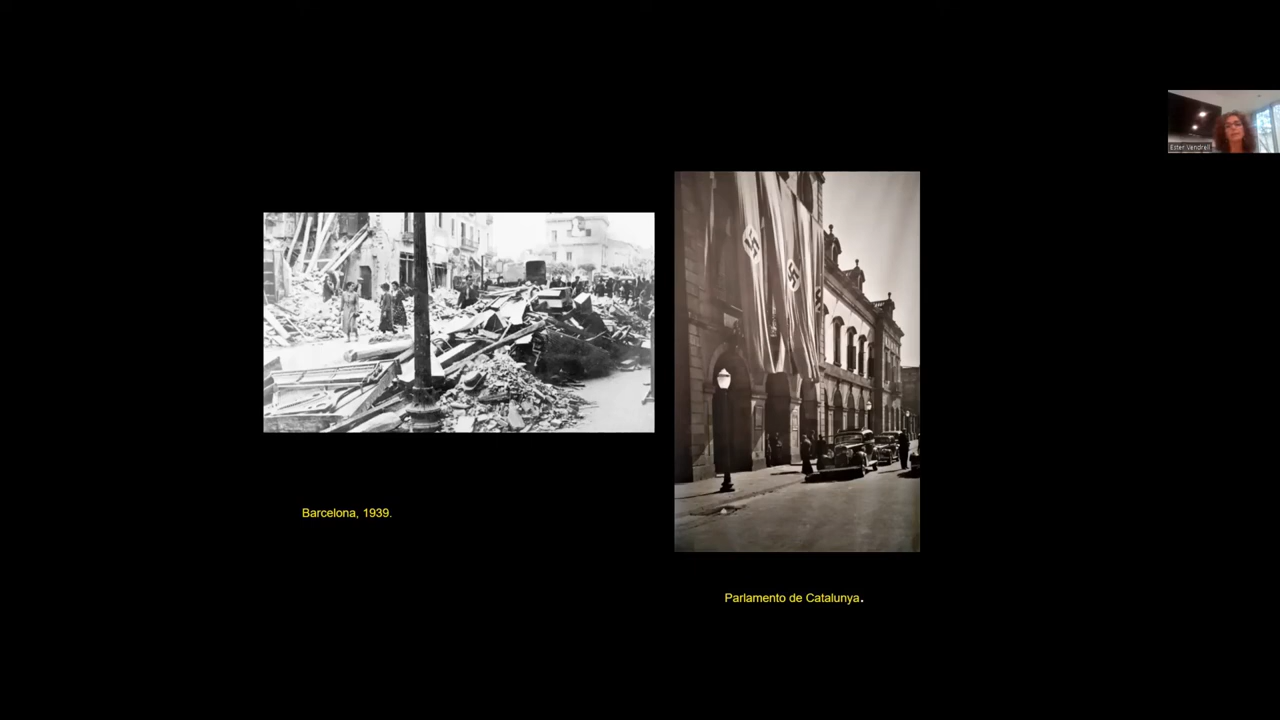 Ester Vendrell
Barcelona, 1939.
Parlamento de Catalunya.